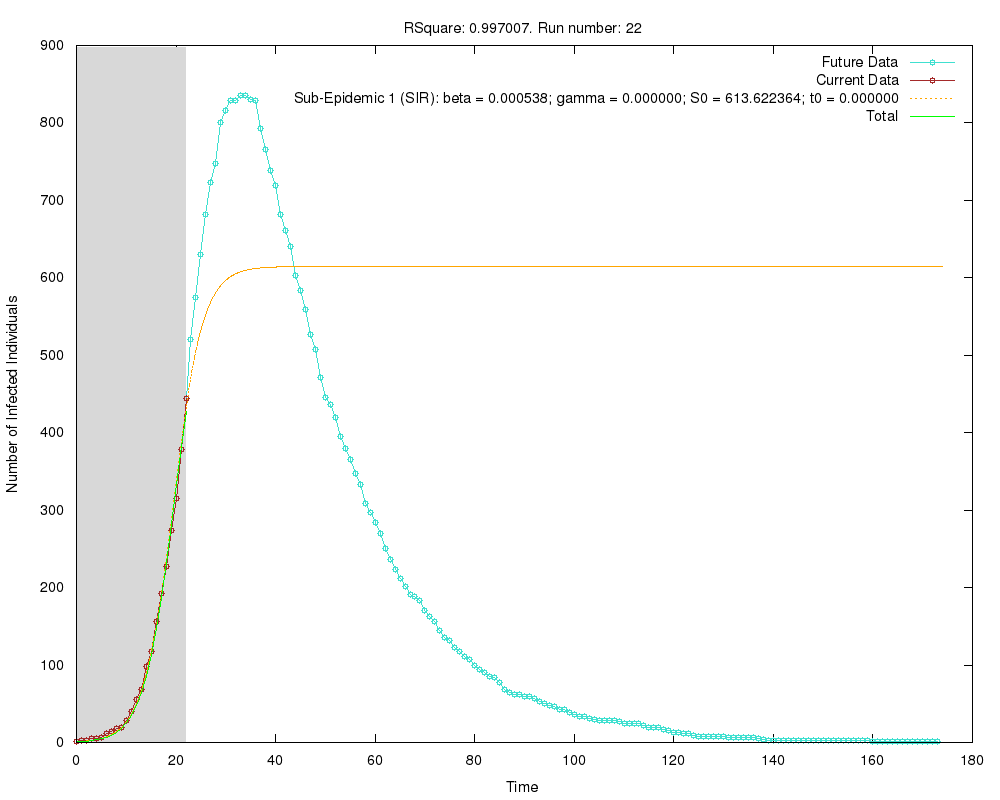 RSquare: 0.997007. Run number: 22
Future Data
Current Data
Sub-Epidemic 1 (SIR): beta = 0.000538; gamma = 0.000000; S0 = 613.622364; t0 = 0.000000
Total
900
800
700
600
500
400
300
200
100
0
Number of Infected Individuals
0 20 40 60 80 100 120 140 160 180
Time